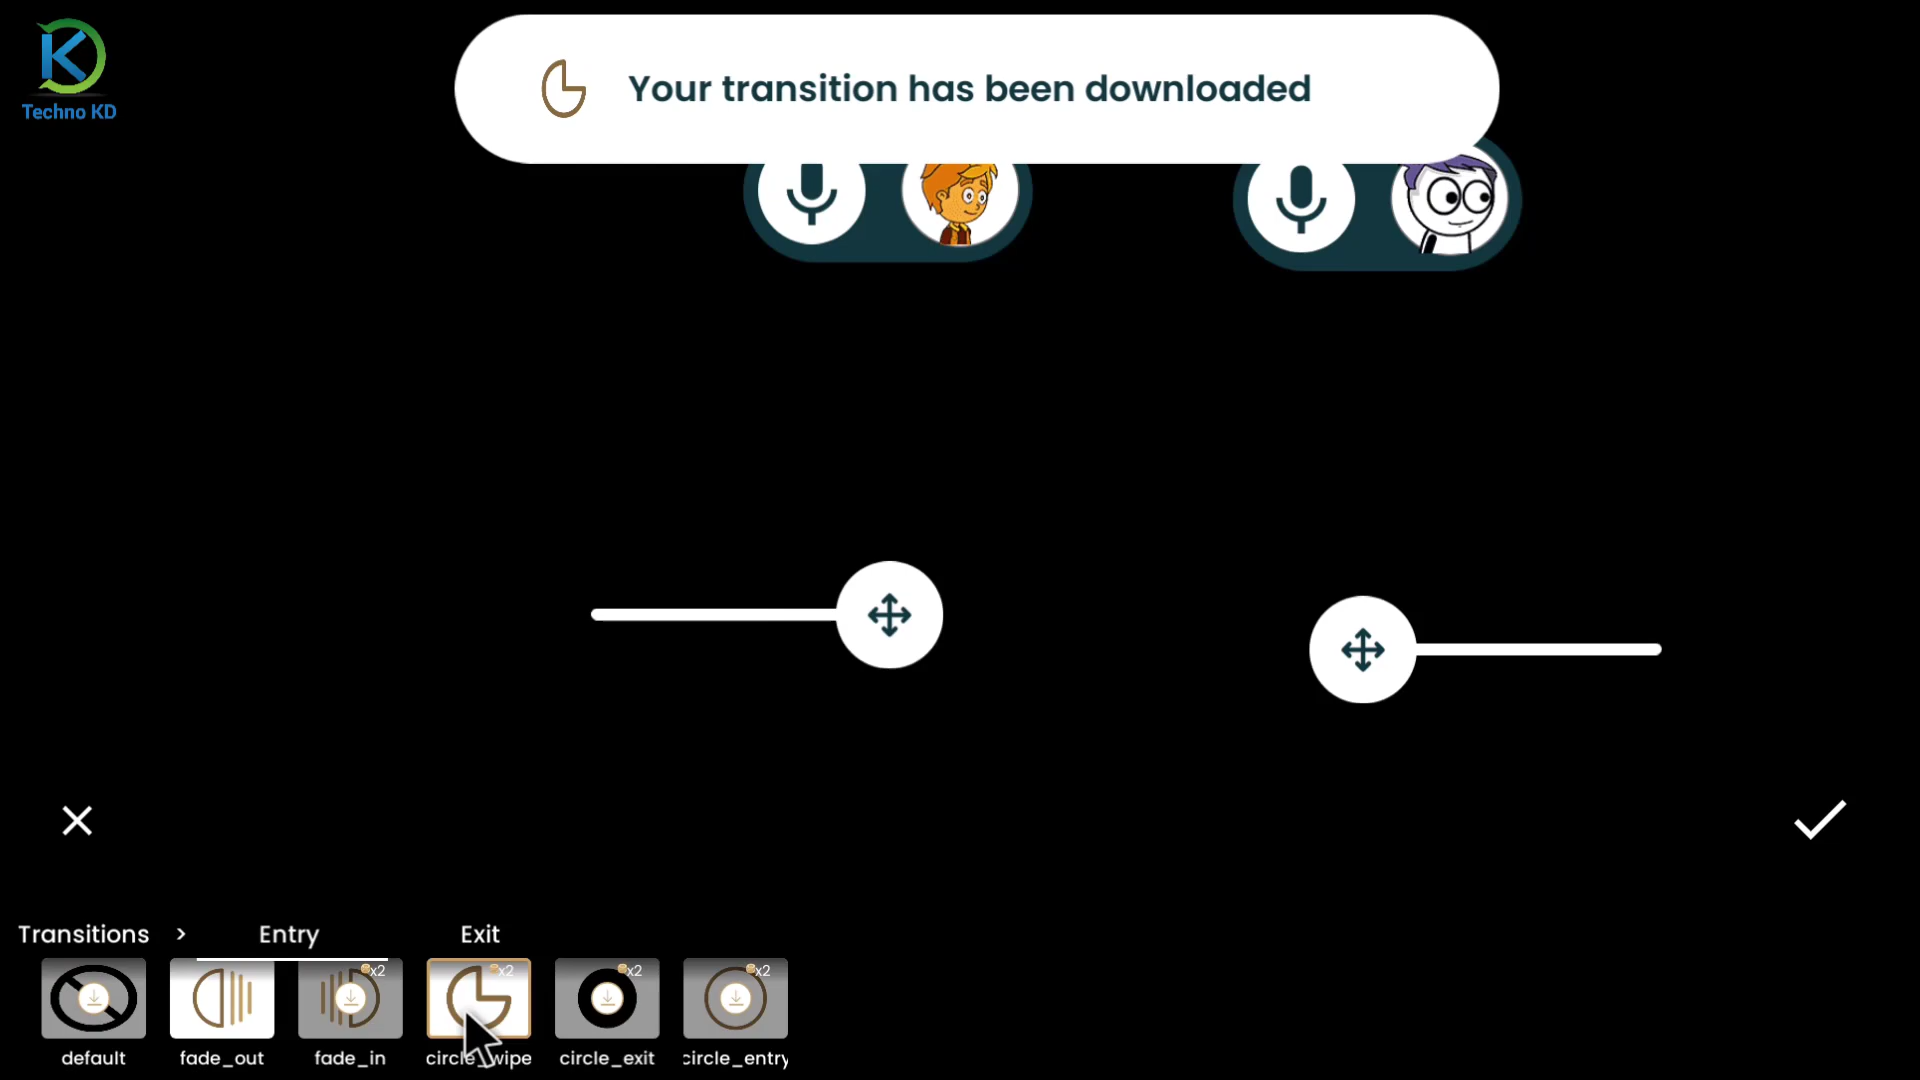 Techno KD
Your transition has been downloaded
Transitions > Entry Exit
x2 x2 x2 x2
default fade_out fade_in circle_wipe circle_exit circle_entry